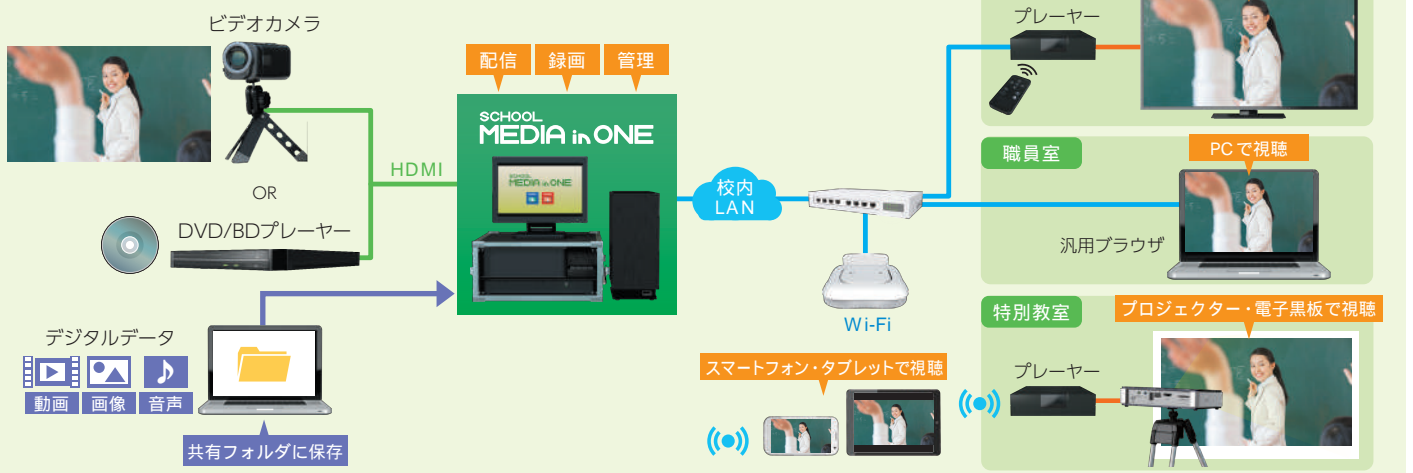 ビデオカメラ
OR
DVD/BDプレーヤー
HDMI
デジタルデータ
動画
画像
音声
共有フォルダに保存
配信
録画
管理
SCHOOL
MEDIA in ONE
SCHOOL
MEDIA in ONE
校内
LAN
Wi-Fi
スマートフォン・タブレットで視聴
プレーヤー
職員室
PCで視聴
汎用ブラウザ
特別教室
プロジェクター・電子黒板で視聴
プレーヤー